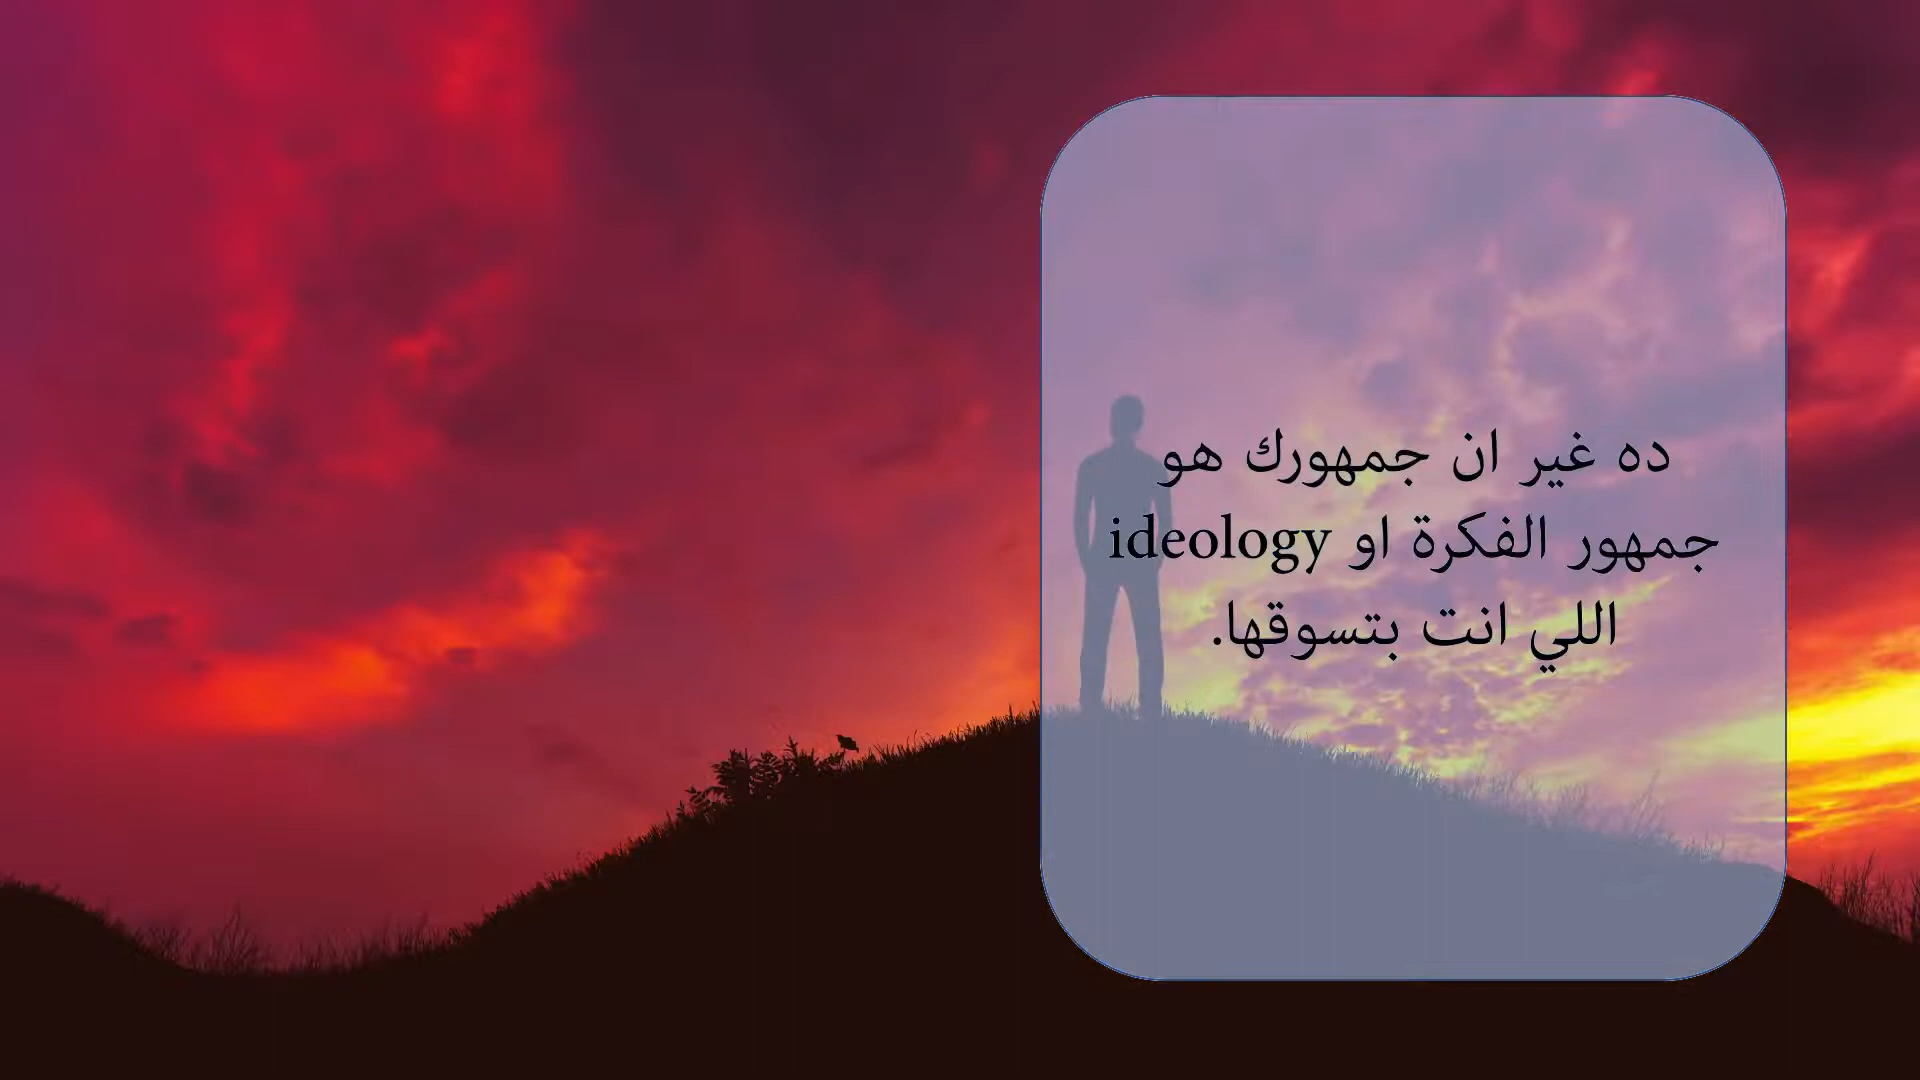 ده غير ان جمهورك هو
جمهور الفكرة او ideology
اللي انت بتسوقها.